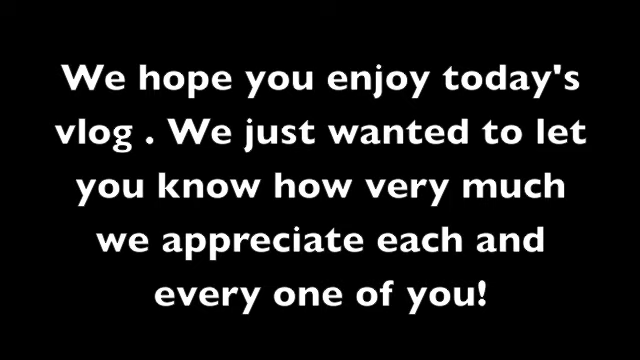 We hope you enjoy today's
vlog . We just wanted to let
you know how very much
we appreciate each and
every one of you!